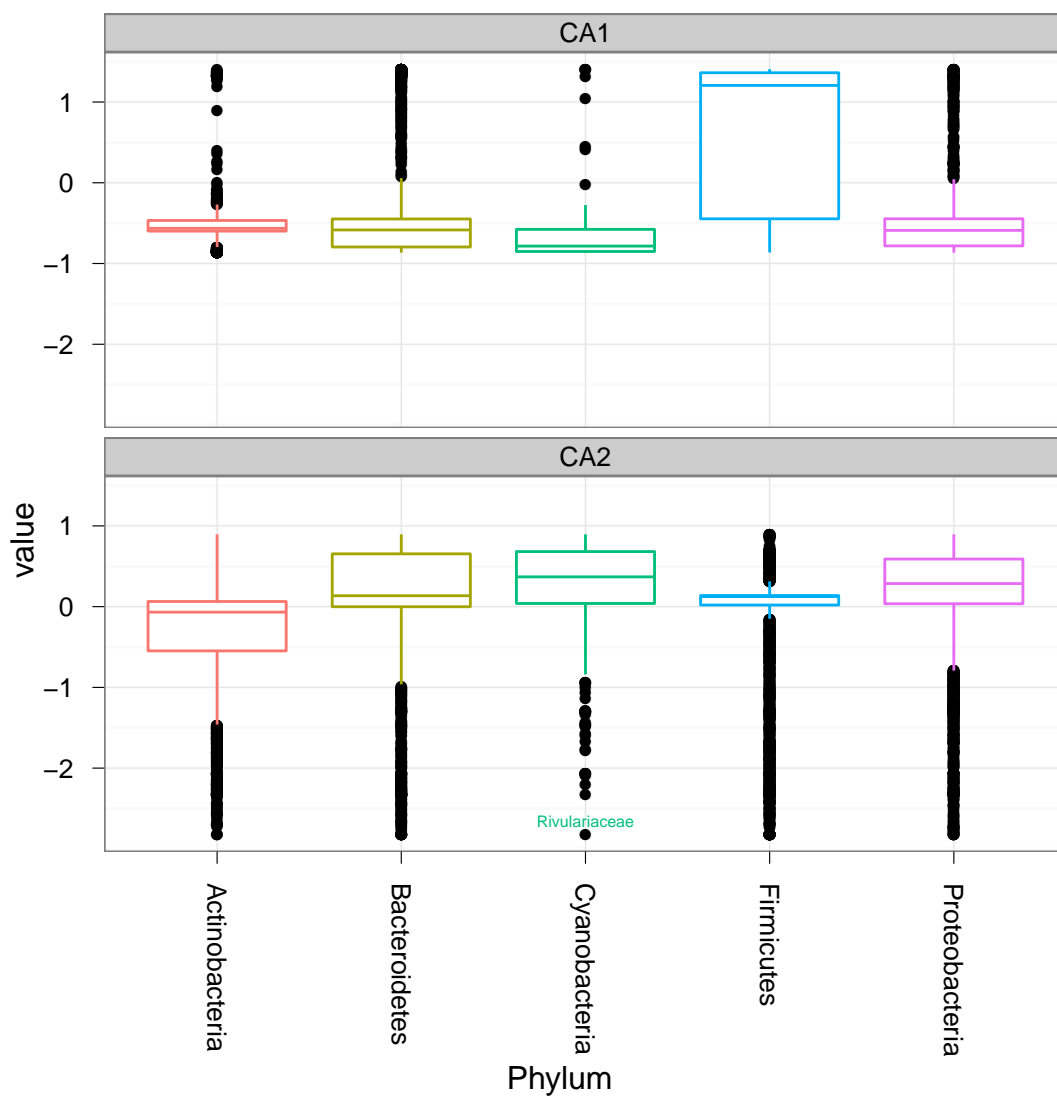 CA1
1
0
−1
−2
CA2
1
0
−1
−2
value
Rivulariaceae
Actinobacteria
Bacteroidetes
Cyanobacteria
Firmicutes
Proteobacteria
Phylum